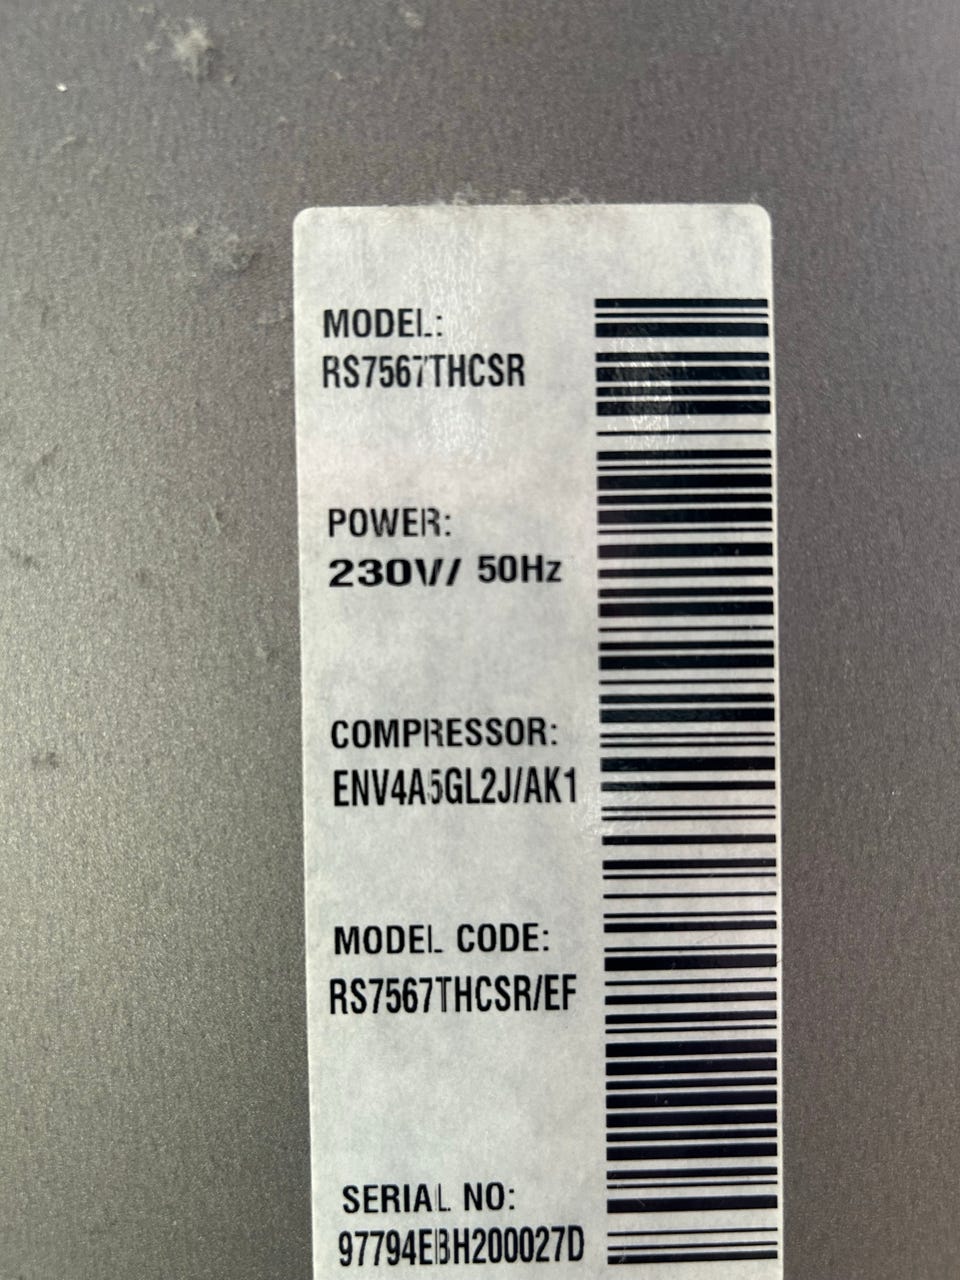 MODEL:
RS7567THCSR
POWER:
230V/ 50Hz
COMPRESSOR:
ENV4A5GL2J/AK1
MODEL CODE:
RS7567THCSR/EF
SERIAL NO:
97794EBH200027D